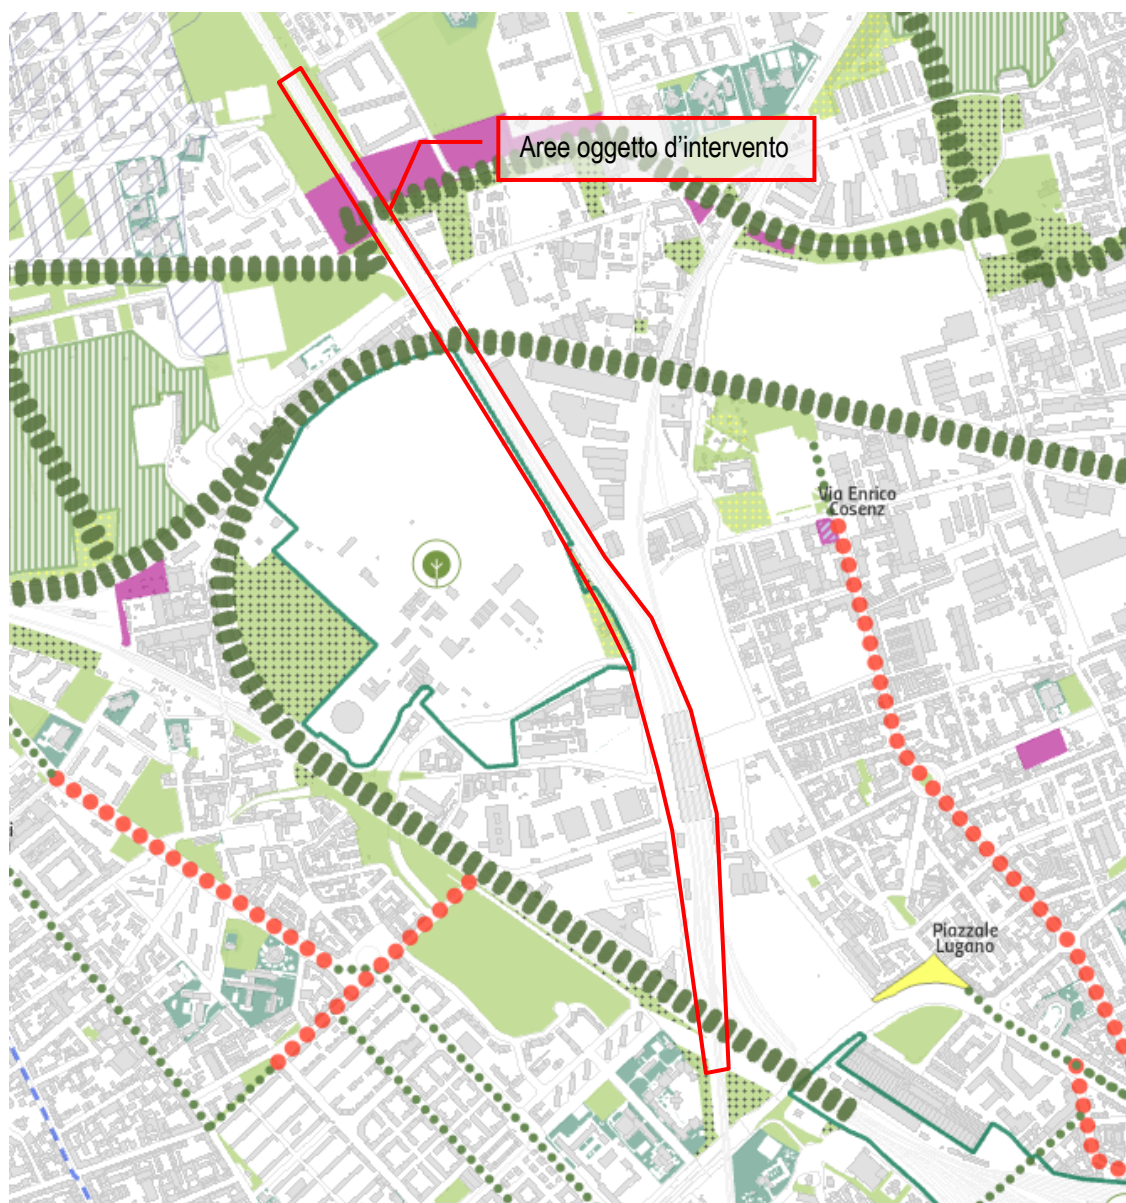 Aree oggetto d'intervento
Via Enrico
Cosenz
i
Piazzale
Lugano